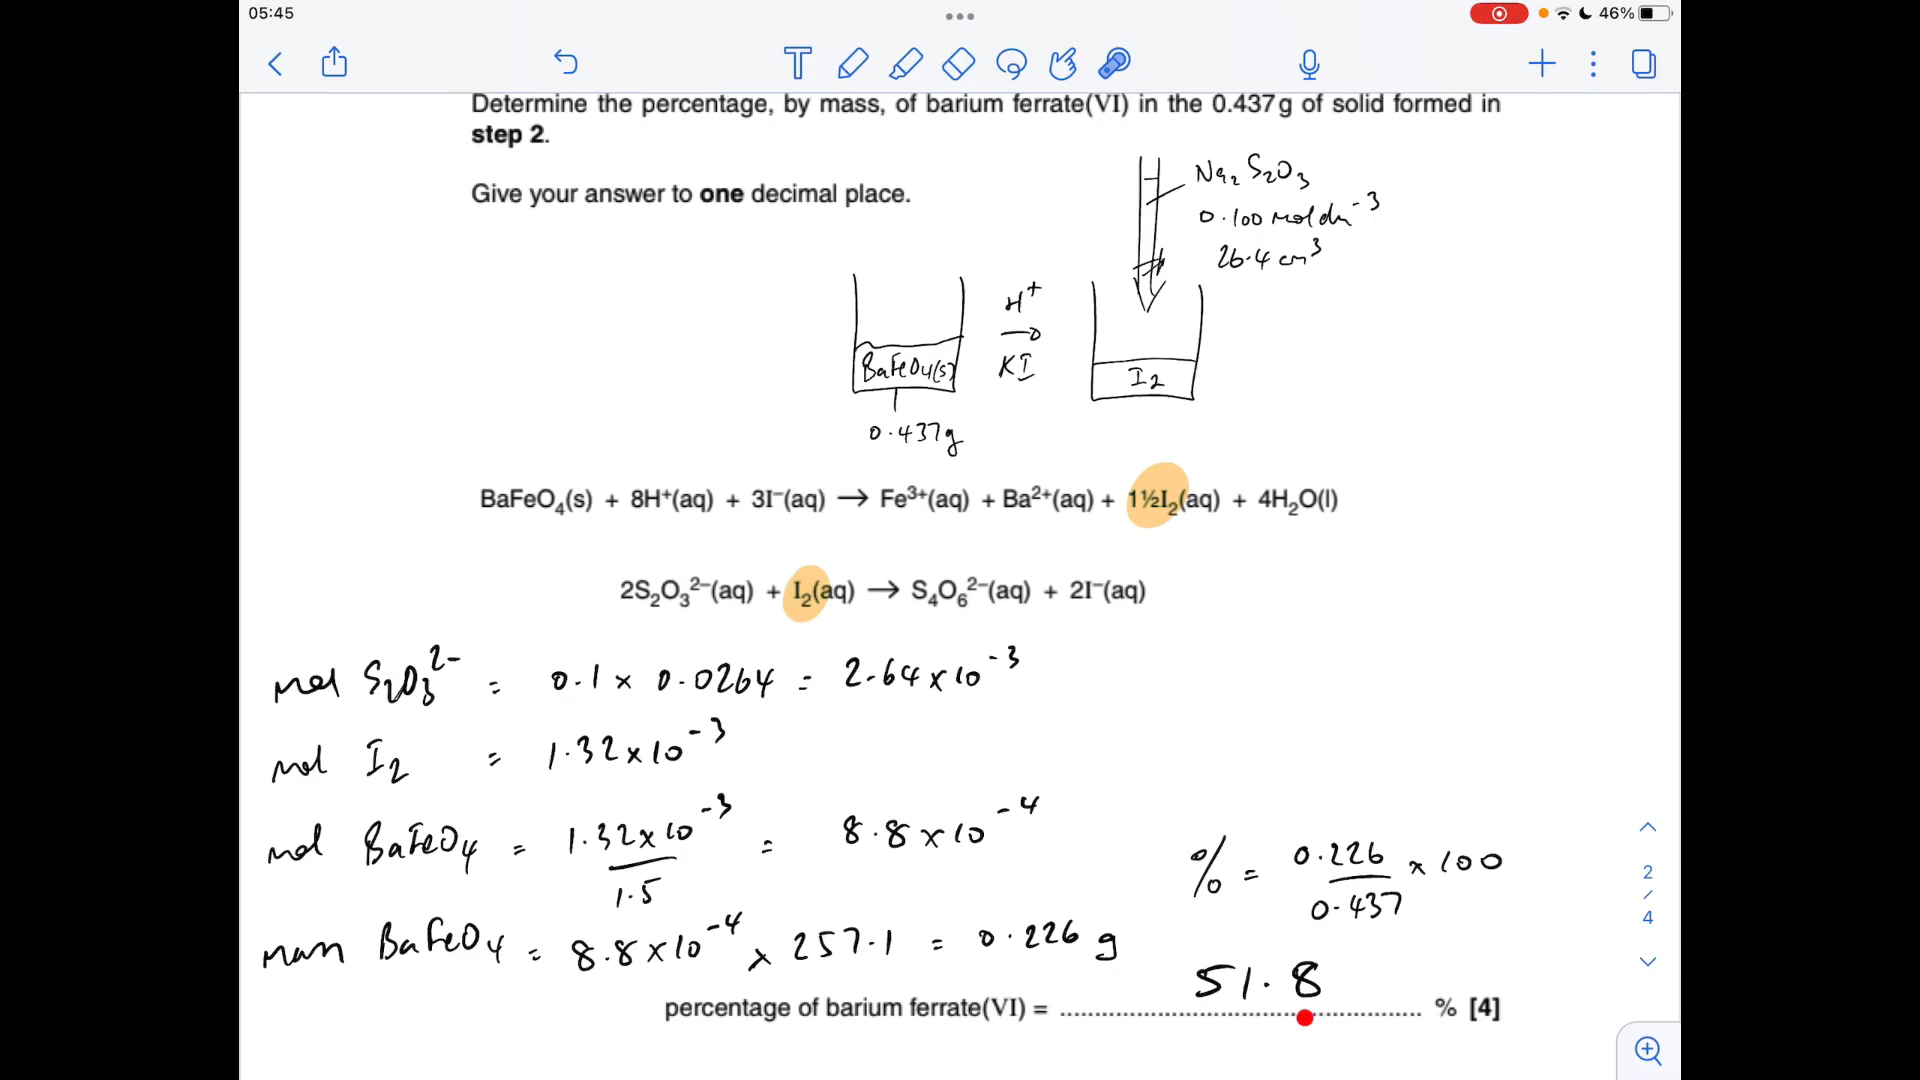 05:45
46%
Determine the percentage, by mass, of barium ferrate(VI) in the 0.437 g of solid formed in
step 2.
Give your answer to one decimal place.
Na₂S₂O₃
0.100 mol dm⁻³
26.4 cm³
H⁺
KI
BaFeO₄(s)
I₂
0.437g
BaFeO₄(s) + 8H⁺(aq) + 3I⁻(aq) → Fe³⁺(aq) + Ba²⁺(aq) + 1½I₂(aq) + 4H₂O(l)
2S₂O₃²⁻(aq) + I₂(aq) → S₄O₆²⁻(aq) + 2I⁻(aq)
mol S₂O₃²⁻ = 0.1 × 0.0264 = 2.64 × 10⁻³
mol I₂ = 1.32 × 10⁻³
mol BaFeO₄ = 1.32 × 10⁻³ / 1.5 = 8.8 × 10⁻⁴
mass BaFeO₄ = 8.8 × 10⁻⁴ × 257.1 = 0.226 g
% = 0.226 / 0.437 × 100
51.8
percentage of barium ferrate(VI) = .................................................... % [4]
2
/
4